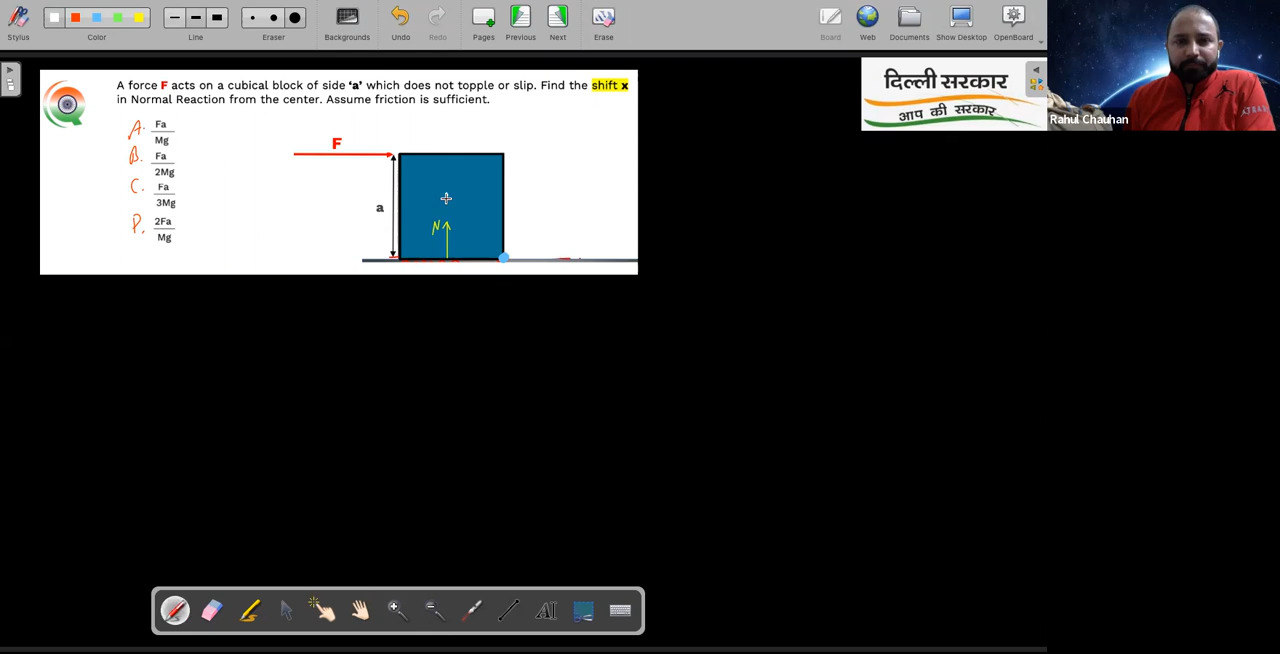 Stylus
Color
Line
Eraser
Backgrounds
Undo
Redo
Pages
Previous
Next
Erase
Board
Web
Documents
Show Desktop
OpenBoard
A force F acts on a cubical block of side ‘a’ which does not topple or slip. Find the shift x
in Normal Reaction from the center. Assume friction is sufficient.
A. Fa
Mg
B. Fa
2Mg
C. Fa
3Mg
D. 2Fa
Mg
F
a
N
दिल्ली सरकार
आप की सरकार
Rahul Chauhan
AI